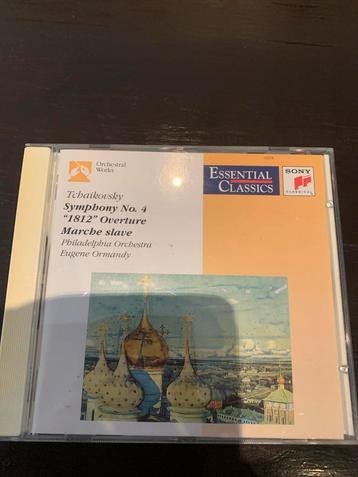 Orchestral
Works
ESSENTIAL
CLASSICS
SONY
CLASSICAL
Tchaikovsky
Symphony No. 4
"1812" Overture
Marche slave
Philadelphia Orchestra
Eugene Ormandy